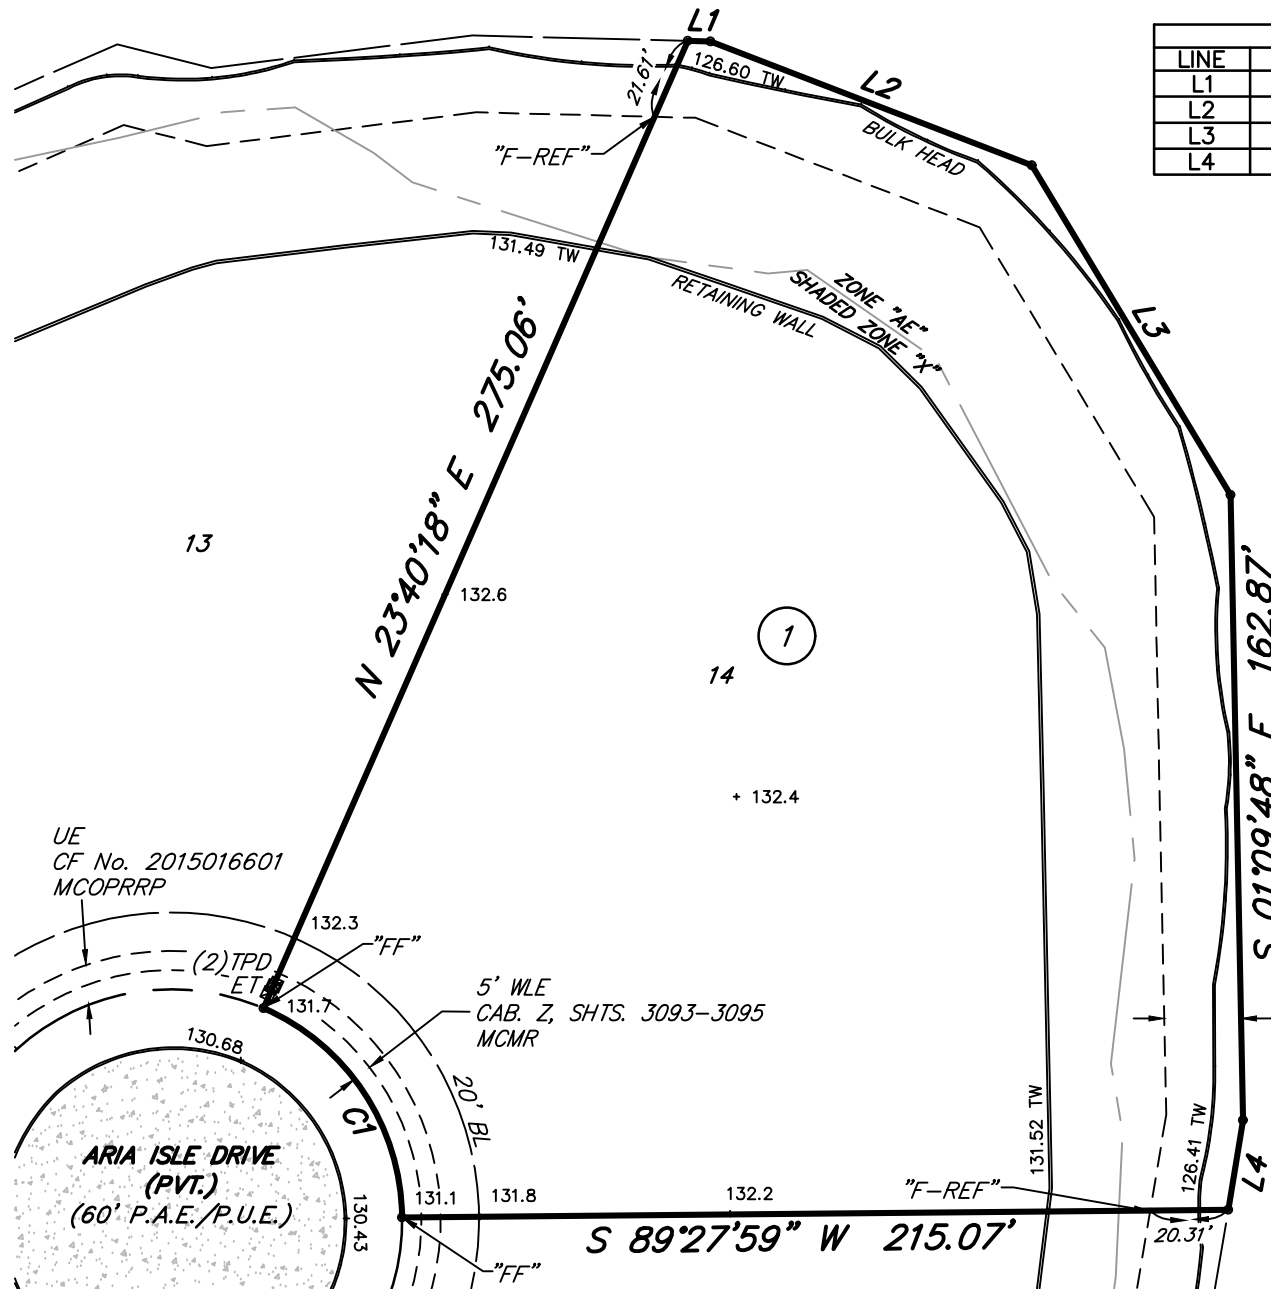 L1
21.61'
126.60 TW
L2
LINE
L1
L2
L3
L4
"F-REF"
BULK HEAD
131.49 TW
RETAINING WALL
ZONE "AE"
SHADED ZONE "X"
L3
N 23°40'18" E 275.06'
13
132.6
1
14
S 01°09'48" E 162.87'
132.4
UE
CF No. 2015016601
MCOPRRP
132.3
"FF"
(2)TPD
ET
131.7
5' WLE
CAB. Z, SHTS. 3093-3095
MCMR
130.68
20' BL
C1
ARIA ISLE DRIVE
(PVT.)
(60' P.A.E./P.U.E.)
130.43
131.1
131.8
132.2
131.52 TW
"F-REF"
126.41 TW
L4
S 89°27'59" W 215.07'
20.31'
"FF"